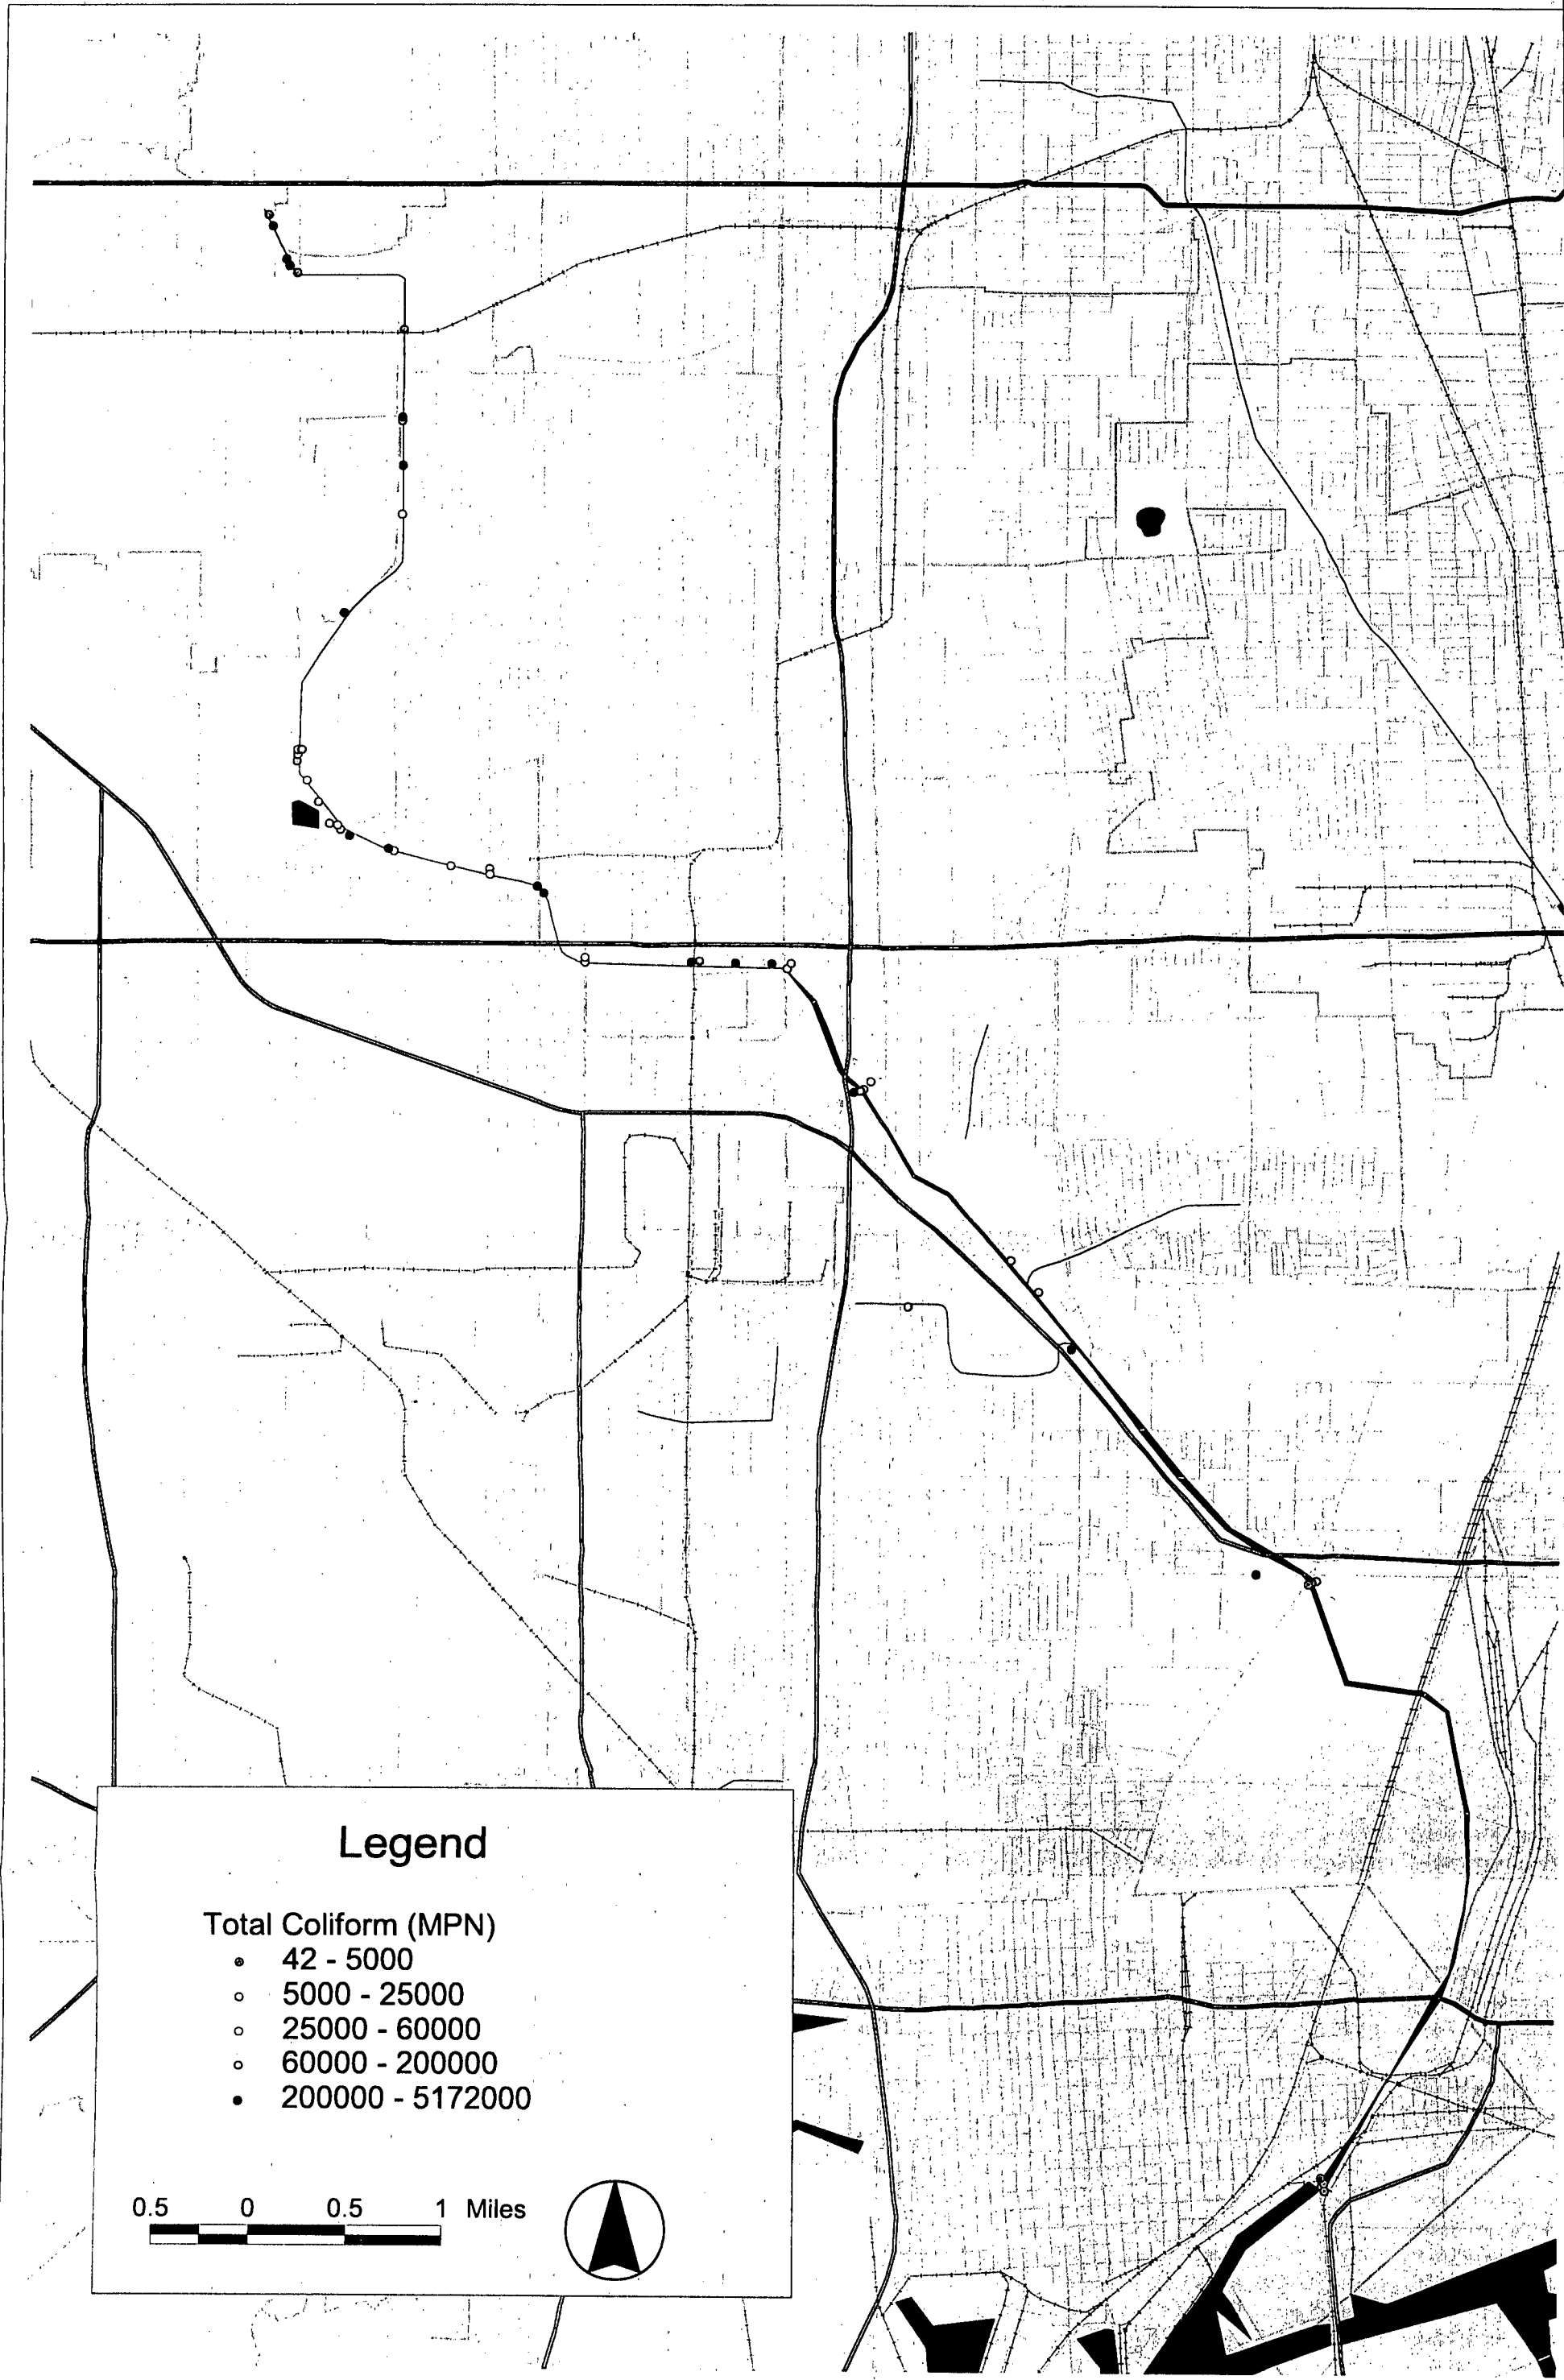 Legend
Total Coliform (MPN)
42 - 5000
5000 - 25000
25000 - 60000
60000 - 200000
200000 - 5172000
0.5 0 0.5 1 Miles